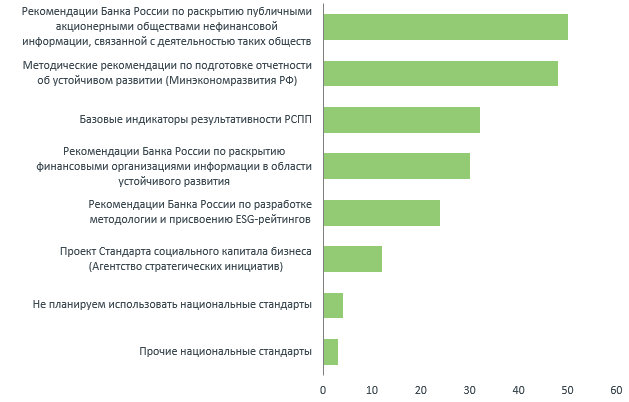 Рекомендации Банка России по раскрытию публичными
акционерными обществами нефинансовой
информации, связанной с деятельностью таких обществ
Методические рекомендации по подготовке отчетности
об устойчивом развитии (Минэкономразвития РФ)
Базовые индикаторы результативности РСПП
Рекомендации Банка России по раскрытию
финансовыми организациями информации в области
устойчивого развития
Рекомендации Банка России по разработке
методологии и присвоению ESG-рейтингов
Проект Стандарта социального капитала бизнеса
(Агентство стратегических инициатив)
Не планируем использовать национальные стандарты
Прочие национальные стандарты
0 10 20 30 40 50 60